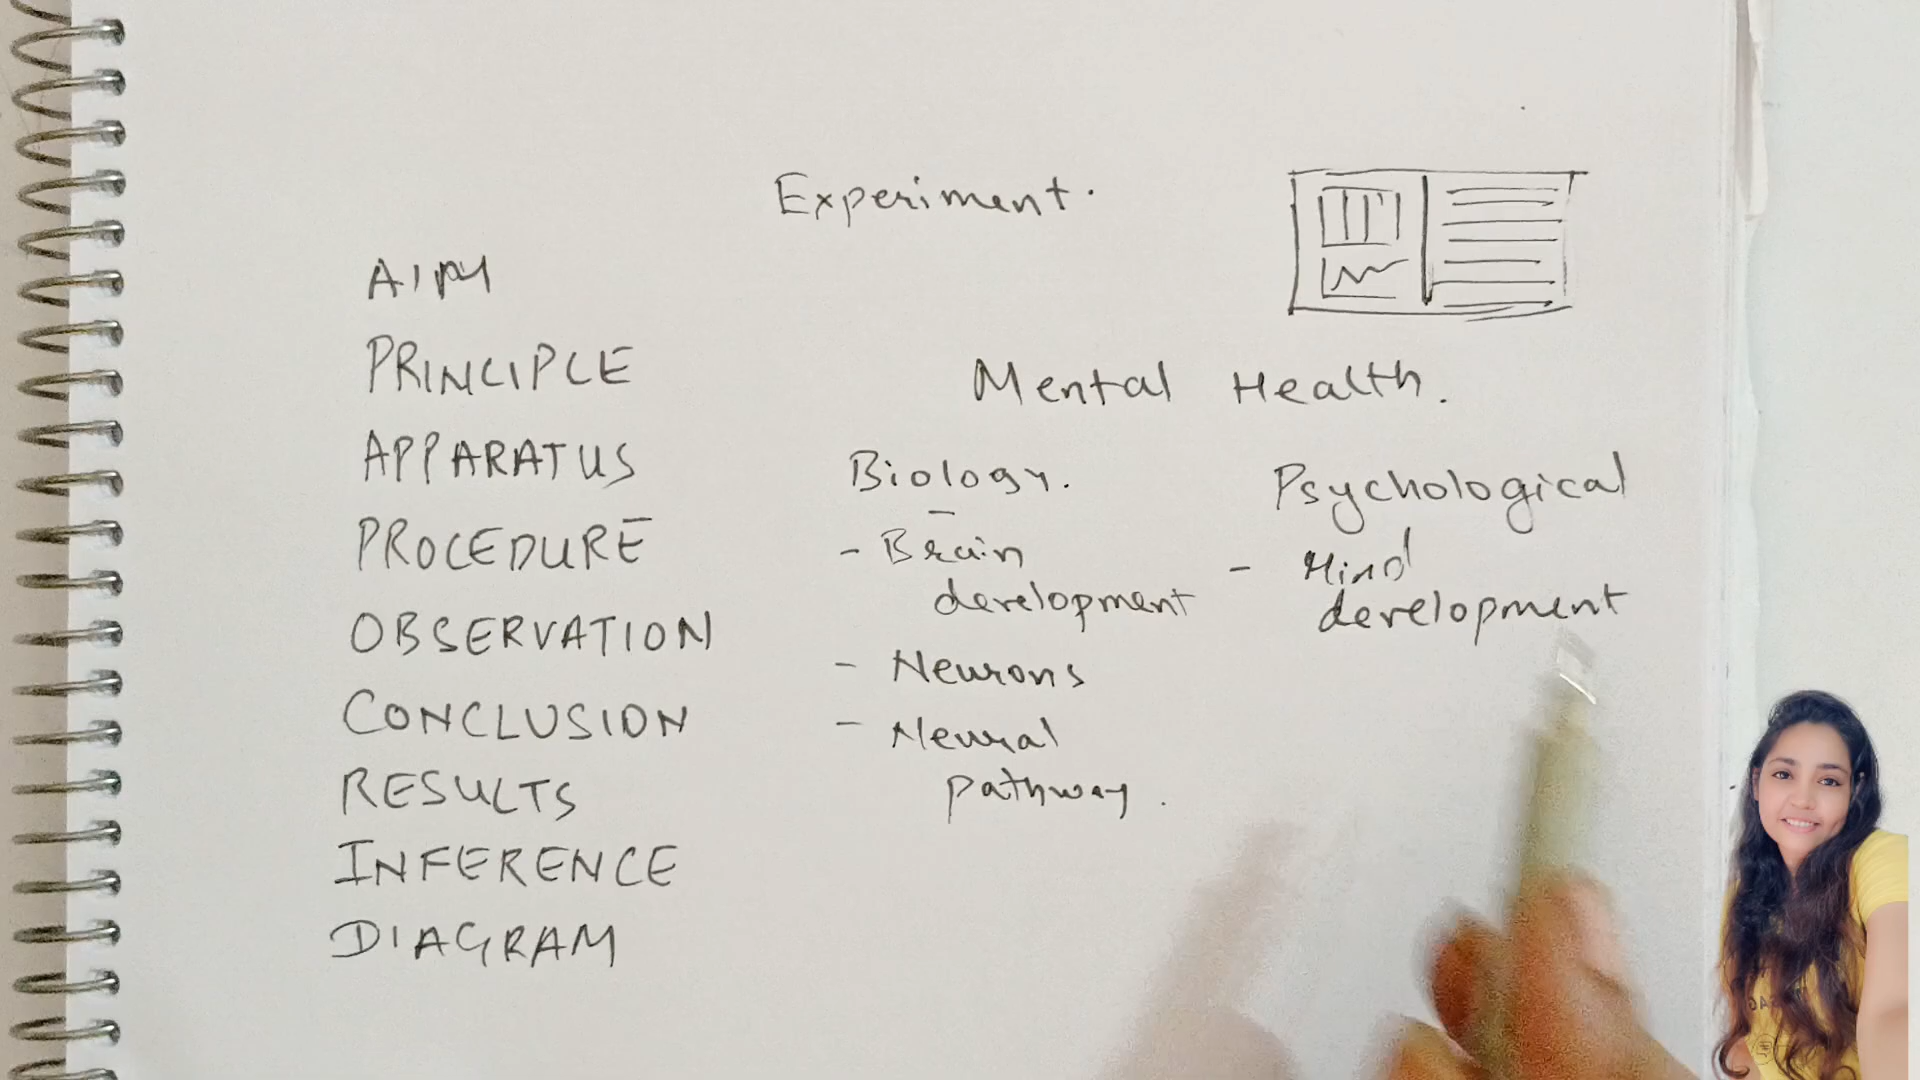 Experiment.
AIM
PRINCIPLE
APPARATUS
PROCEDURE
OBSERVATION
CONCLUSION
RESULTS
INFERENCE
DIAGRAM
Mental Health.
Biology.
- Brain
development
- Neurons
- Neural
pathway.
Psychological
- Mind
development